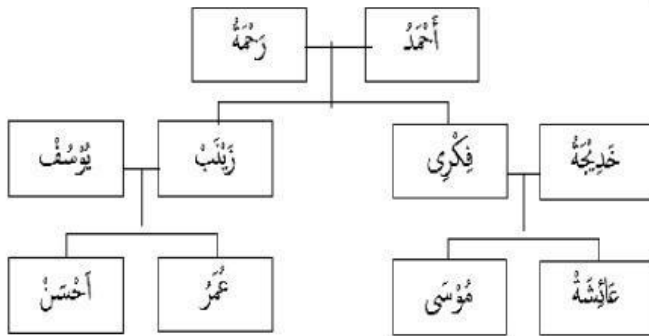 أَحْمَدُ رَحْمَةُ
خَدِيْجَةُ فِكْرِى زَيْنَبْ يُوْسُفْ
عَائِشَةْ مُوْسَى عُمَرُ اَحْسَنْ